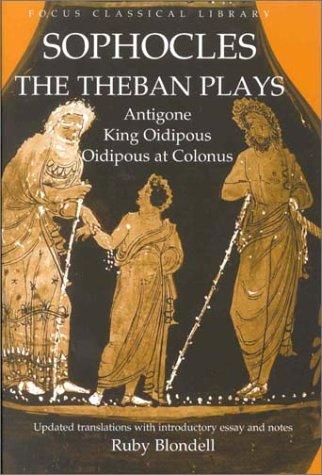 FOCUS CLASSICAL LIBRARY
SOPHOCLES
THE THEBAN PLAYS
Antigone
King Oidipous
Oidipous at Colonus
Updated translations with introductory essay and notes
Ruby Blondell